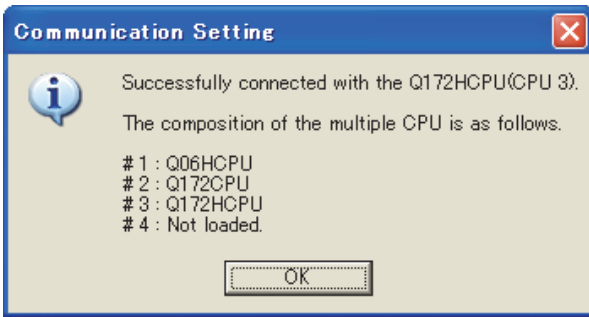 Communication Setting
Successfully connected with the Q172HCPU(CPU 3).
The composition of the multiple CPU is as follows.
#1 : Q06HCPU
#2 : Q172CPU
#3 : Q172HCPU
#4 : Not loaded.
OK